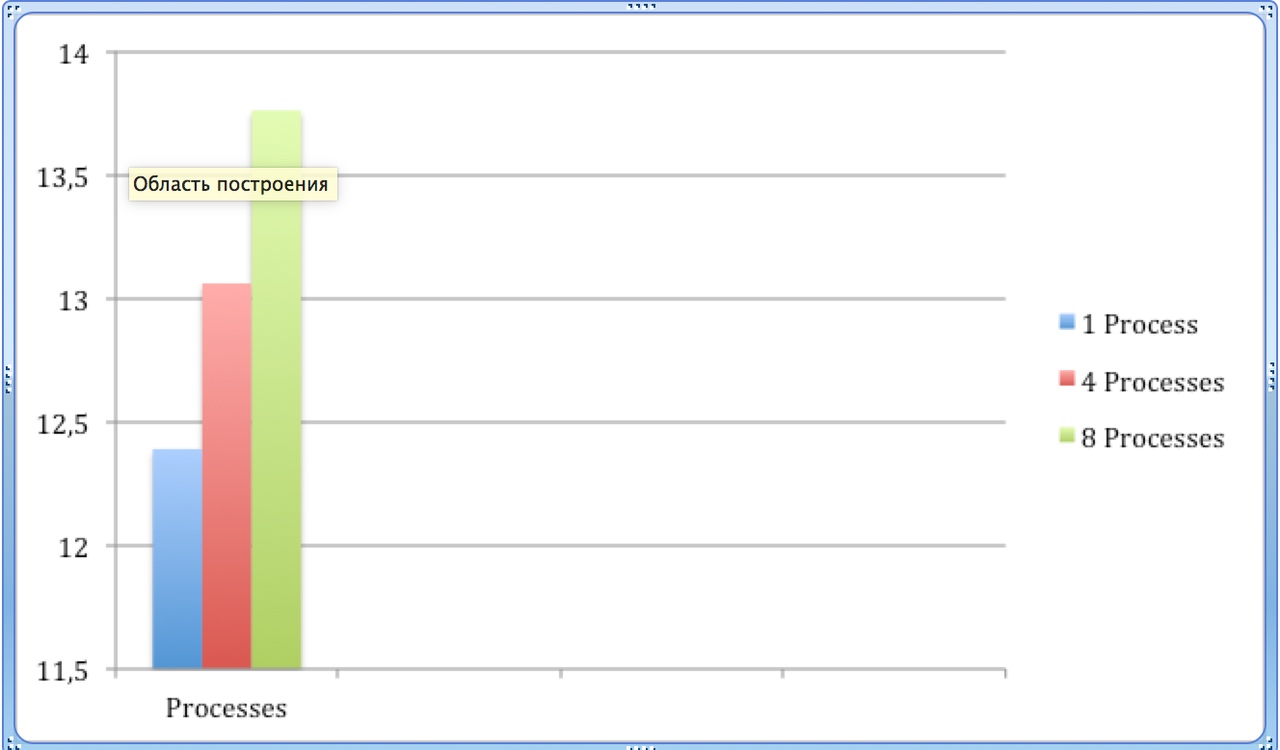 14
13,5
Область построения
13
12,5
12
11,5
Processes
1 Process
4 Processes
8 Processes